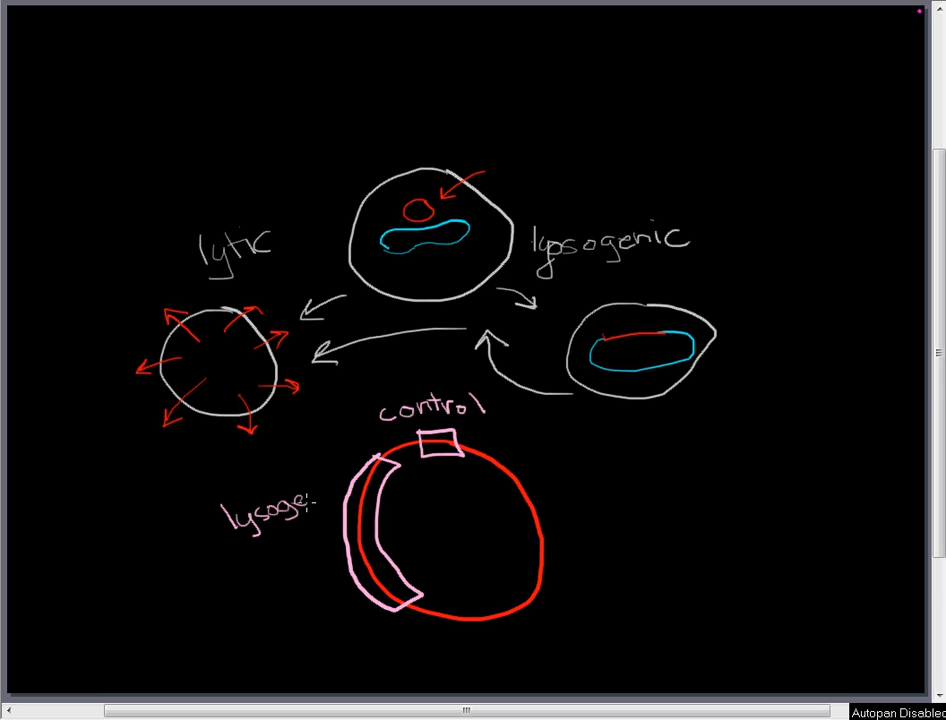 lytic
lysogenic
control
lysoge
Autopan Disabled